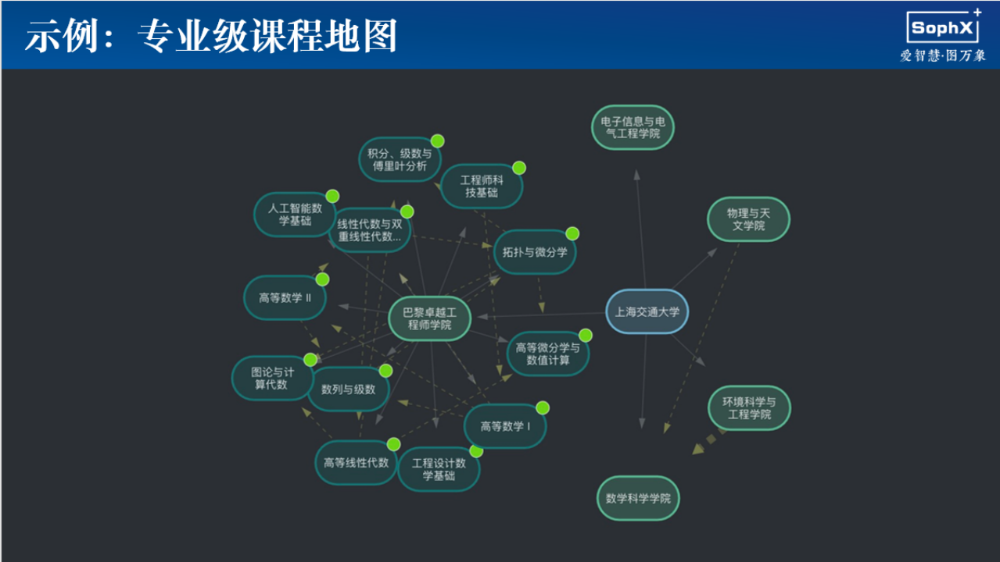 示例：专业级课程地图
SophX
爱智慧·图万象
电子信息与电
气工程学院
积分、级数与
傅里叶分析
工程师科
技基础
人工智能数
学基础
线性代数与双
重线性代数...
物理与天
文学院
拓扑与微分学
高等数学 II
巴黎卓越工
程师学院
上海交通大学
高等微分学与
数值计算
图论与计
算代数
数列与级数
环境科学与
工程学院
高等数学 I
高等线性代数
工程设计数
学基础
数学科学学院